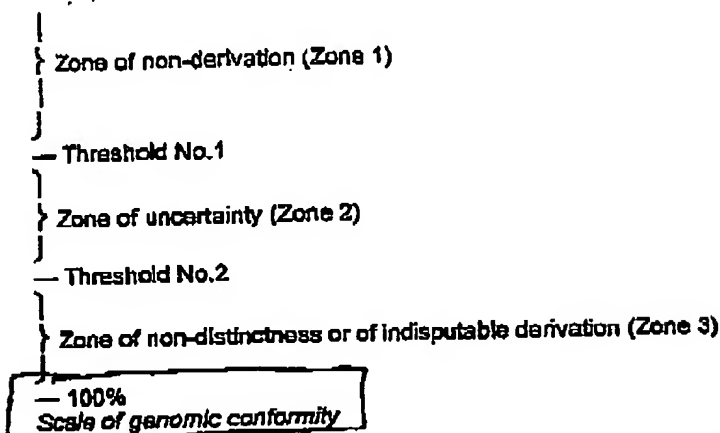 Zone of non-derivation (Zone 1)
— Threshold No.1
Zone of uncertainty (Zone 2)
— Threshold No.2
Zone of non-distinctness or of indisputable derivation (Zone 3)
— 100%
Scale of genomic conformity